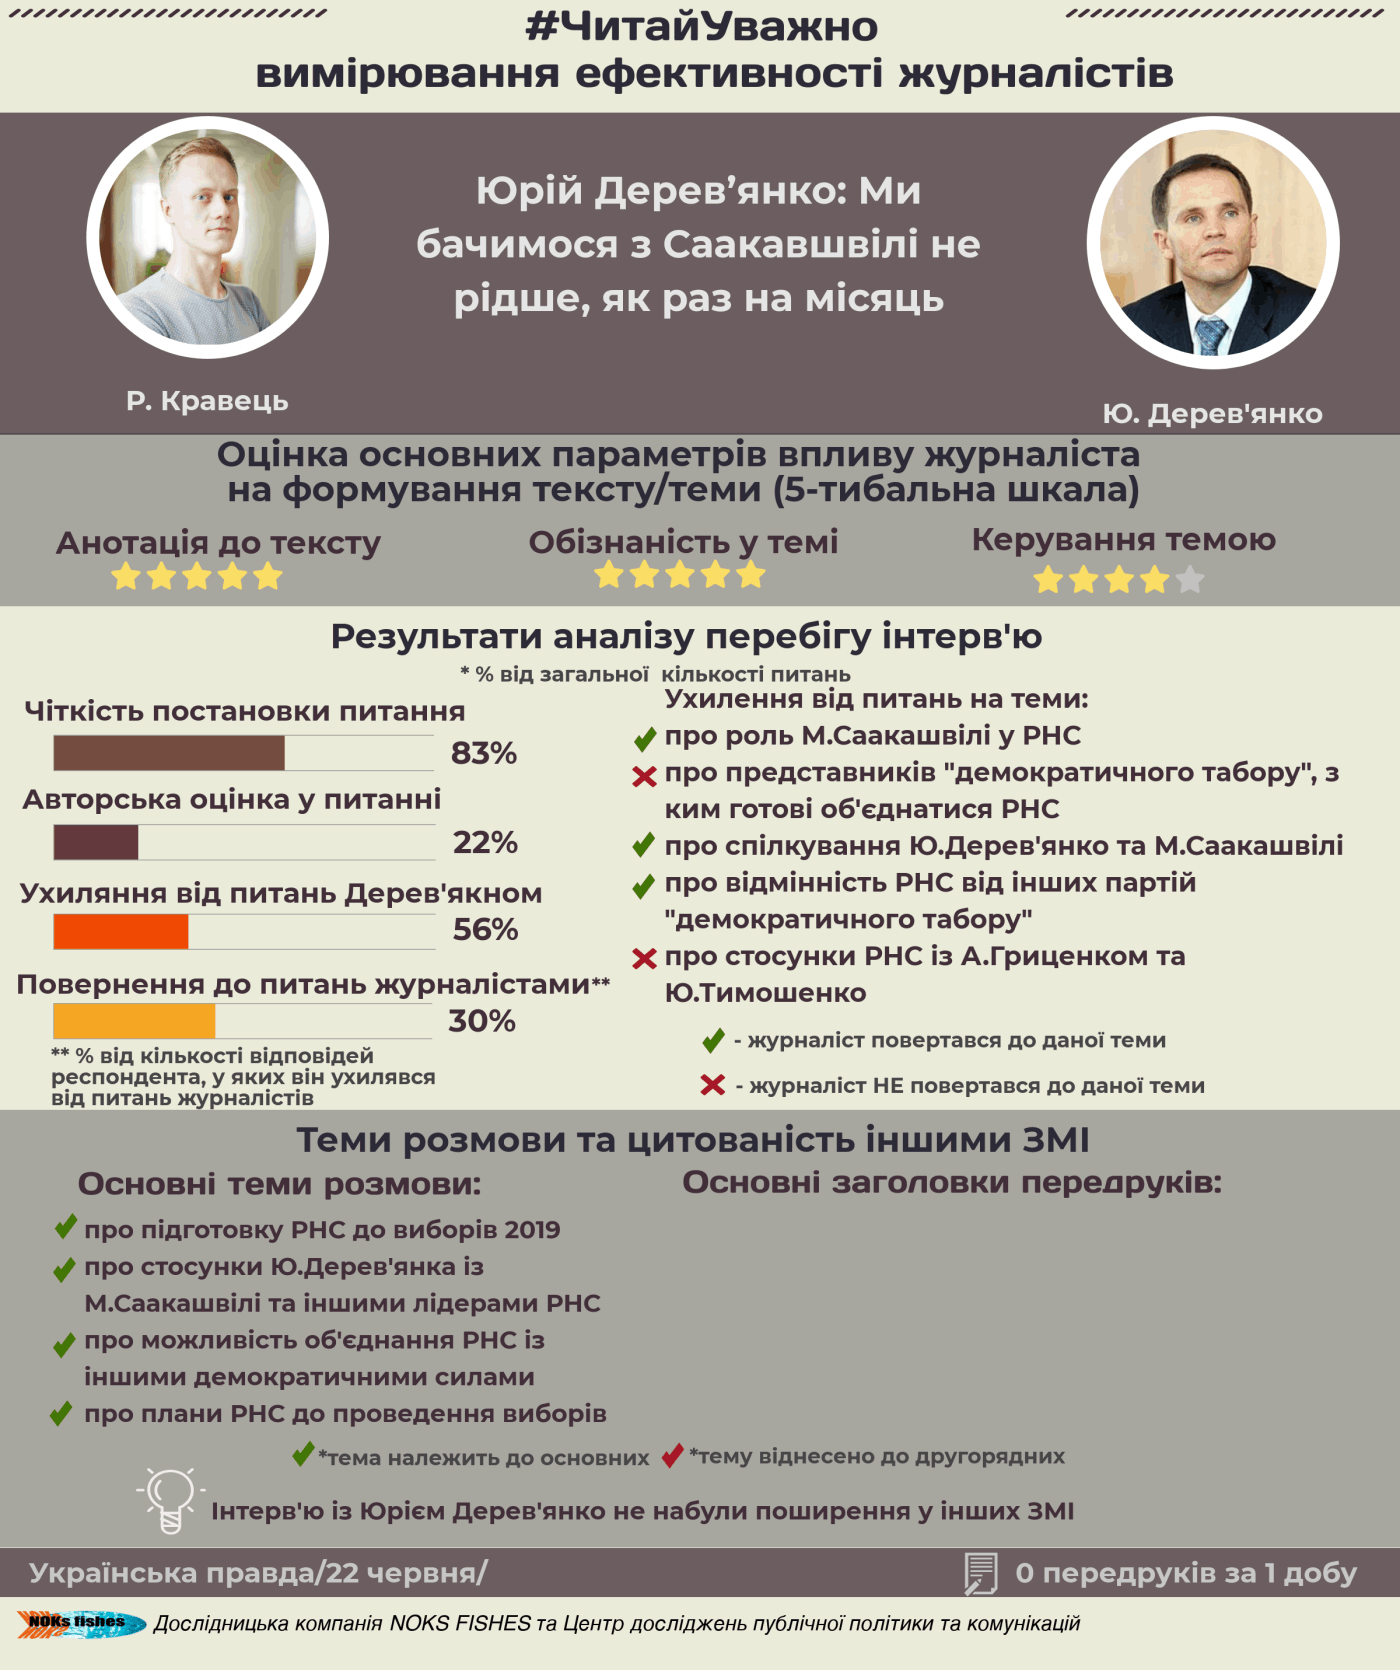 #ЧитайУважно
вимірювання ефективності журналістів
Юрій Дерев’янко: Ми
бачимося з Саакавшвілі не
рідше, як раз на місяць
Р. Кравець
Ю. Дерев'янко
Оцінка основних параметрів впливу журналіста
на формування тексту/теми (5-тибальна шкала)
Анотація до тексту
Обізнаність у темі
Керування темою
Результати аналізу перебігу інтерв'ю
* % від загальної кількості питань
Чіткість постановки питання
83%
Авторська оцінка у питанні
22%
Ухиляння від питань Дерев'якном
56%
Повернення до питань журналістами**
30%
** % від кількості відповідей
респондента, у яких він ухилявся
від питань журналістів
Ухилення від питань на теми:
про роль М.Саакашвілі у РНС
про представників "демократичного табору", з
ким готові об'єднатися РНС
про спілкування Ю.Дерев'янко та М.Саакашвілі
про відмінність РНС від інших партій
"демократичного табору"
про стосунки РНС із А.Гриценком та
Ю.Тимошенко
- журналіст повертався до даної теми
- журналіст НЕ повертався до даної теми
Теми розмови та цитованість іншими ЗМІ
Основні теми розмови:
про підготовку РНС до виборів 2019
про стосунки Ю.Дерев'янка із
М.Саакашвілі та іншими лідерами РНС
про можливість об'єднання РНС із
іншими демократичними силами
про плани РНС до проведення виборів
Основні заголовки передруків:
*тема належить до основних
*тему віднесено до другорядних
Інтерв'ю із Юрієм Дерев'янко не набули поширення у інших ЗМІ
Українська правда/22 червня/
0 передруків за 1 добу
NOKs fishes
Дослідницька компанія NOKS FISHES та Центр досліджень публічної політики та комунікацій